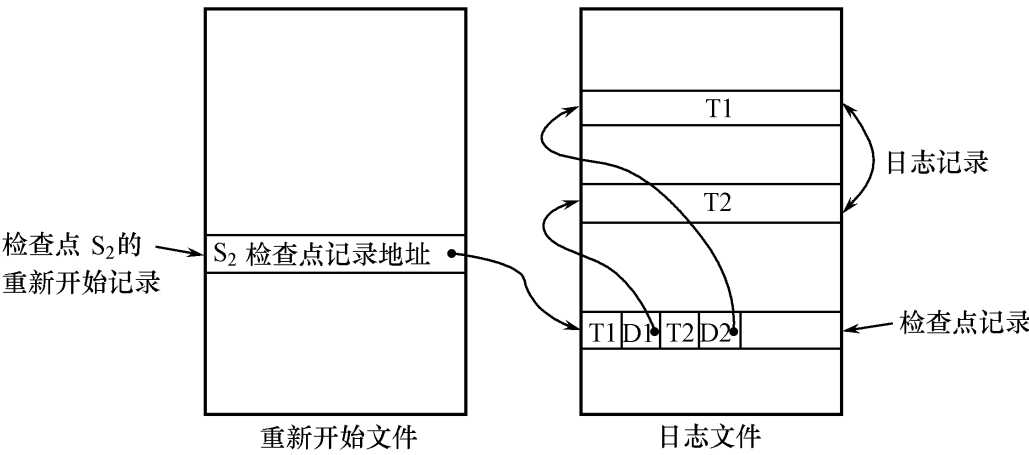 T1
日志记录
T2
检查点 S₂的
重新开始记录
S₂ 检查点记录地址
T1 D1 T2 D2
检查点记录
重新开始文件
日志文件